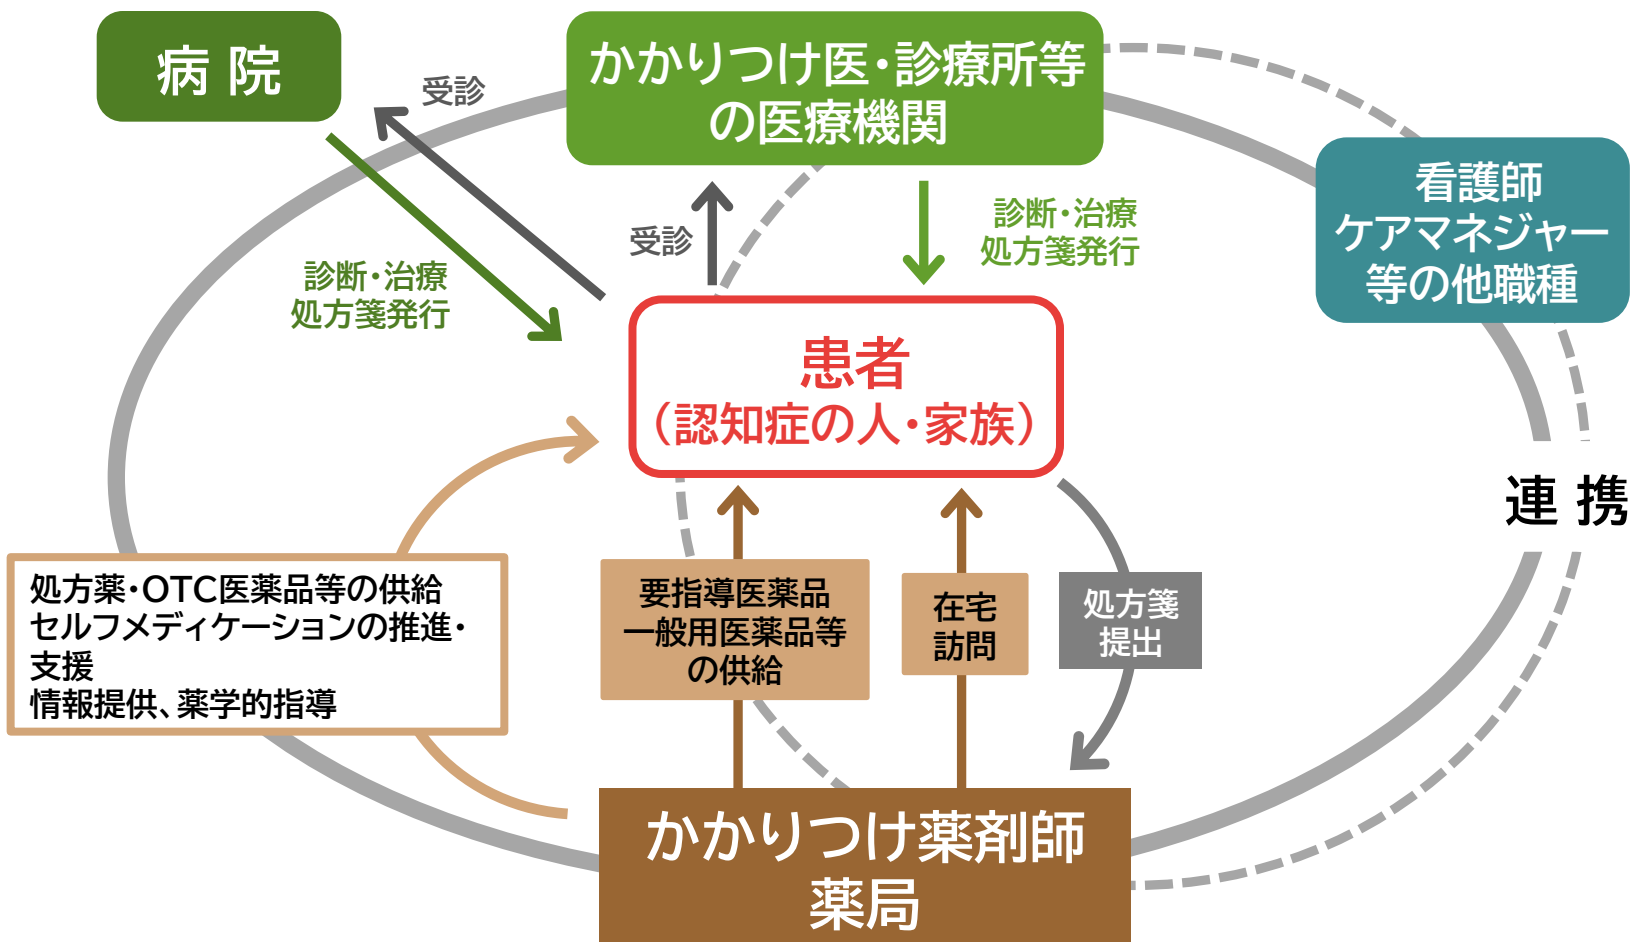 病 院
受診
かかりつけ医・診療所等
の医療機関
看護師
ケアマネジャー
等の他職種
診断・治療
処方箋発行
受診
診断・治療
処方箋発行
患者
（認知症の人・家族）
連 携
処方薬・OTC医薬品等の供給
セルフメディケーションの推進・
支援
情報提供、薬学的指導
要指導医薬品
一般用医薬品等
の供給
在宅
訪問
処方箋
提出
かかりつけ薬剤師
薬局